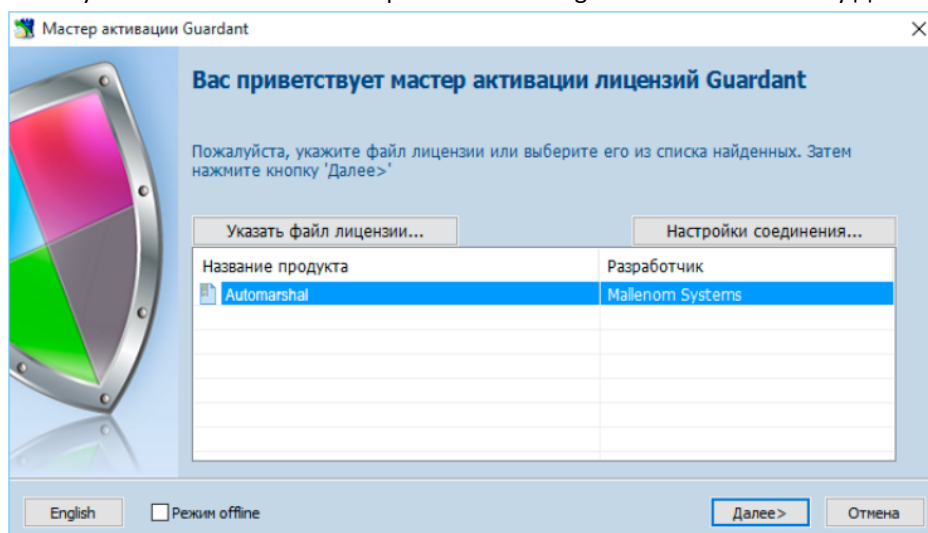 Мастер активации Guardant
Вас приветствует мастер активации лицензий Guardant
Пожалуйста, укажите файл лицензии или выберите его из списка найденных. Затем
нажмите кнопку 'Далее>'
Указать файл лицензии...
Настройки соединения...
Название продукта
Разработчик
Automarshal
Mallenom Systems
English
Режим offline
Далее>
Отмена